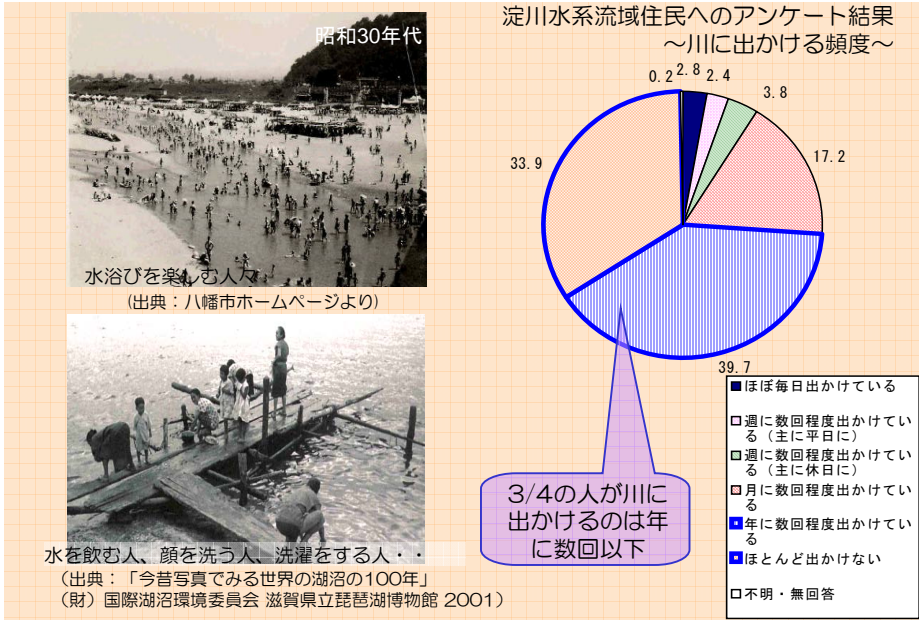 昭和30年代
水浴びを楽しむ人々
(出典：八幡市ホームページより)
水を飲む人、顔を洗う人、洗濯をする人・・
（出典：「今昔写真でみる世界の湖沼の100年」
（財）国際湖沼環境委員会 滋賀県立琵琶湖博物館 2001）
淀川水系流域住民へのアンケート結果
～川に出かける頻度～
0.2
2.8
2.4
3.8
17.2
33.9
39.7
3/4の人が川に
出かけるのは年
に数回以下
ほぼ毎日出かけている
週に数回程度出かけてい
る（主に平日に）
週に数回程度出かけてい
る（主に休日に）
月に数回程度出かけてい
る
年に数回程度出かけてい
る
ほとんど出かけない
不明・無回答